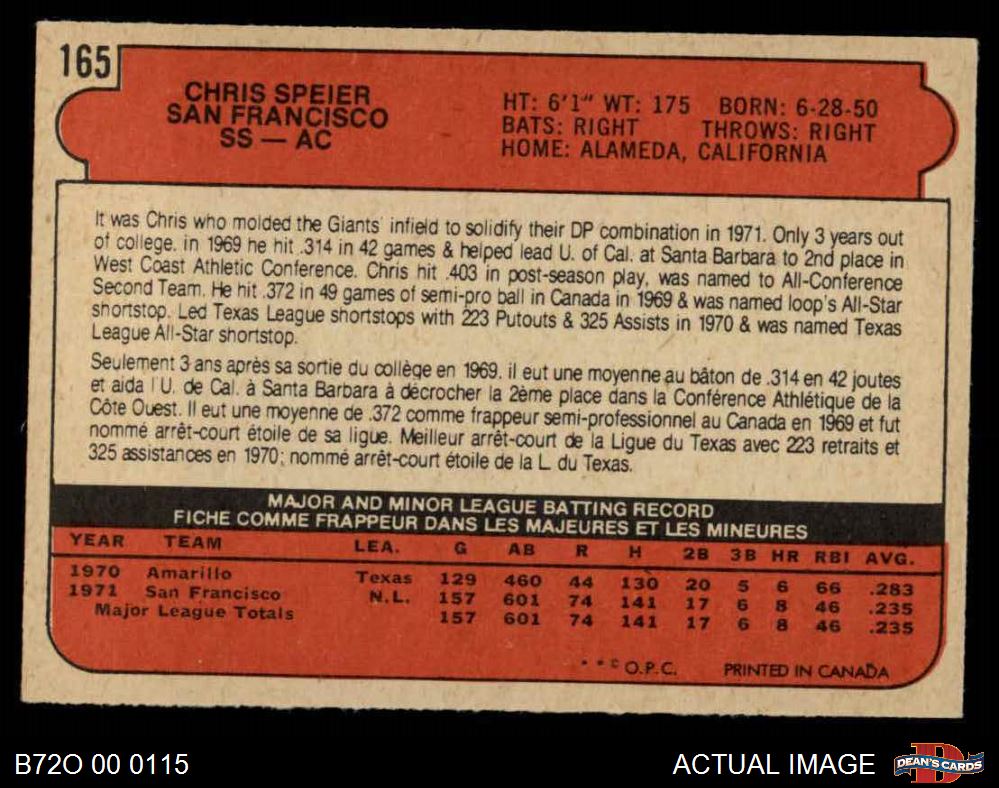 165
CHRIS SPEIER
SAN FRANCISCO
SS — AC
HT: 6'1" WT: 175 BORN: 6-28-50
BATS: RIGHT THROWS: RIGHT
HOME: ALAMEDA, CALIFORNIA
It was Chris who molded the Giants' infield to solidify their DP combination in 1971. Only 3 years out
of college. in 1969 he hit .314 in 42 games & helped lead U. of Cal. at Santa Barbara to 2nd place in
West Coast Athletic Conference. Chris hit .403 in post-season play, was named to All-Conference
Second Team. He hit .372 in 49 games of semi-pro ball in Canada in 1969 & was named loop's All-Star
shortstop. Led Texas League shortstops with 223 Putouts & 325 Assists in 1970 & was named Texas
League All-Star shortstop.
Seulement 3 ans après sa sortie du collège en 1969. il eut une moyenne au bâton de .314 en 42 joutes
et aida l'U. de Cal. à Santa Barbara à décrocher la 2ème place dans la Conférence Athlétique de la
Côte Ouest. Il eut une moyenne de .372 comme frappeur semi-professionnel au Canada en 1969 et fut
nommé arrêt-court étoile de sa ligue. Meilleur arrêt-court de la Ligue du Texas avec 223 retraits et
325 assistances en 1970; nommé arrêt-court étoile de la L. du Texas.
MAJOR AND MINOR LEAGUE BATTING RECORD
FICHE COMME FRAPPEUR DANS LES MAJEURES ET LES MINEURES
YEAR TEAM LEA. G AB R H 2B 3B HR RBI AVG.
1970 Amarillo Texas 129 460 44 130 20 5 6 66 .283
1971 San Francisco N.L. 157 601 74 141 17 6 8 46 .235
Major League Totals 157 601 74 141 17 6 8 46 .235
* * © O.P.C. PRINTED IN CANADA
B72O 00 0115
ACTUAL IMAGE
DEAN'S CARDS